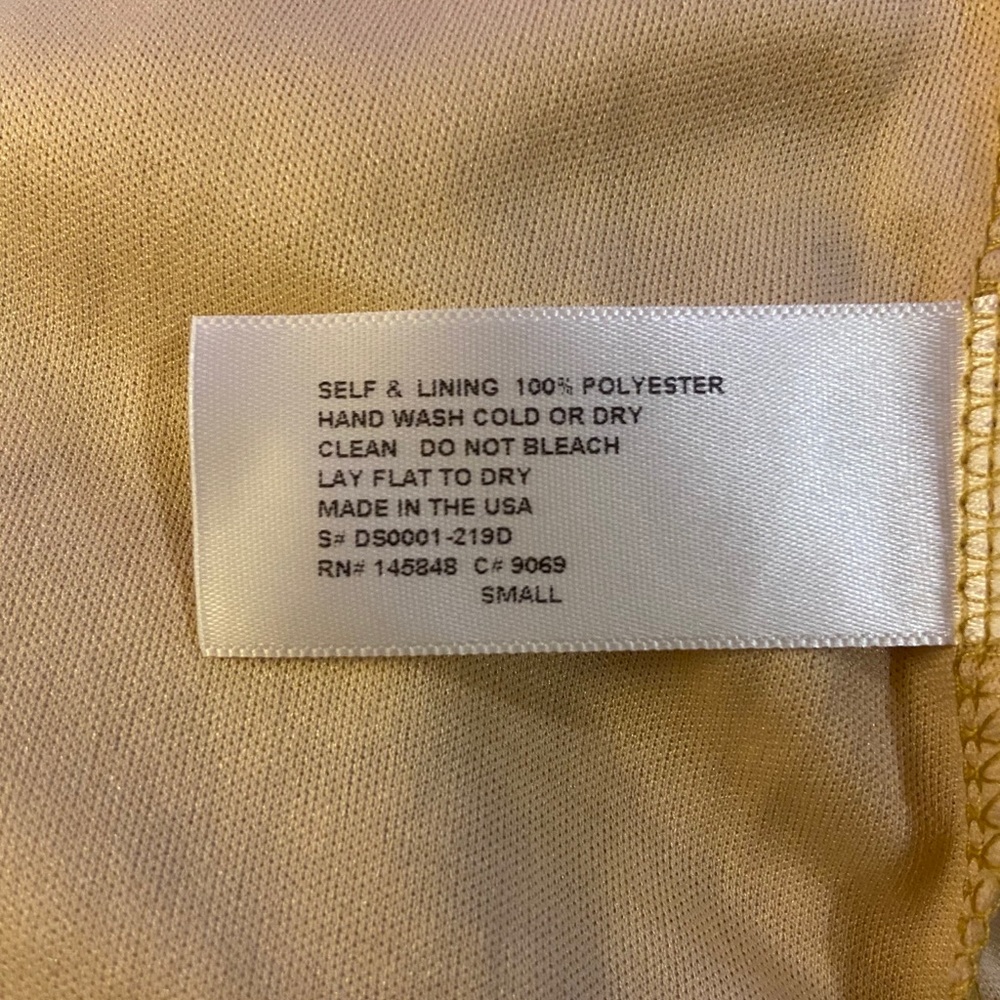 SELF & LINING 100% POLYESTER
HAND WASH COLD OR DRY
CLEAN DO NOT BLEACH
LAY FLAT TO DRY
MADE IN THE USA
S# DS0001-219D
RN# 145848 C# 9069
SMALL